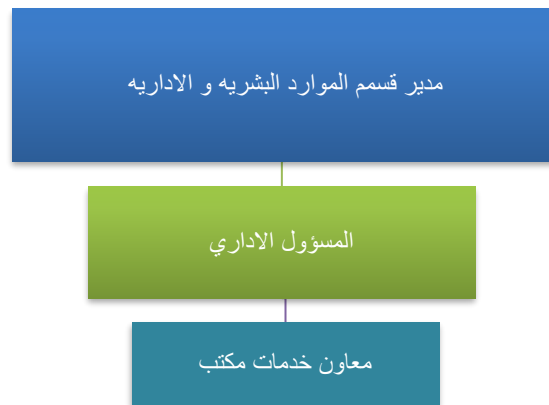 مدير قسمم الموارد البشريه و الاداريه
المسؤول الاداري
معاون خدمات مكتب